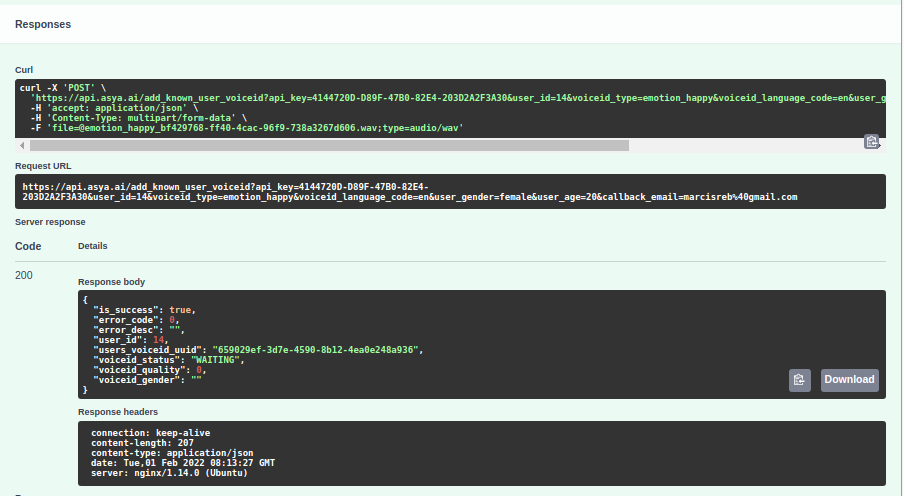 Responses
Curl
curl -X 'POST' \
'https://api.asya.ai/add_known_user_voiceid?api_key=4144720D-D89F-47B0-82E4-203D2A2F3A30&user_id=14&voiceid_type=emotion_happy&voiceid_language_code=en&user_g
-H 'accept: application/json' \
-H 'Content-Type: multipart/form-data' \
-F 'file=@emotion_happy_bf429768-ff40-4cac-96f9-738a3267d606.wav;type=audio/wav'
Request URL
https://api.asya.ai/add_known_user_voiceid?api_key=4144720D-D89F-47B0-82E4-
203D2A2F3A30&user_id=14&voiceid_type=emotion_happy&voiceid_language_code=en&user_gender=female&user_age=20&callback_email=marcisreb%40gmail.com
Server response
Code Details
200
Response body
{
"is_success": true,
"error_code": 0,
"error_desc": "",
"user_id": 14,
"users_voiceid_uuid": "659029ef-3d7e-4590-8b12-4ea0e248a936",
"voiceid_status": "WAITING",
"voiceid_quality": 0,
"voiceid_gender": ""
}
Download
Response headers
connection: keep-alive
content-length: 207
content-type: application/json
date: Tue,01 Feb 2022 08:13:27 GMT
server: nginx/1.14.0 (Ubuntu)